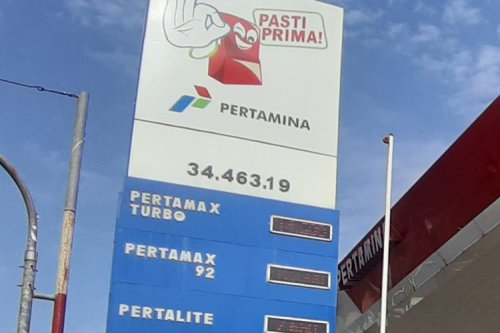 PASTI
PRIMA!
PERTAMINA
34.463.19
PERTAMAX
TURBO
PERTAMAX
92
PERTALITE
PERTAMIN